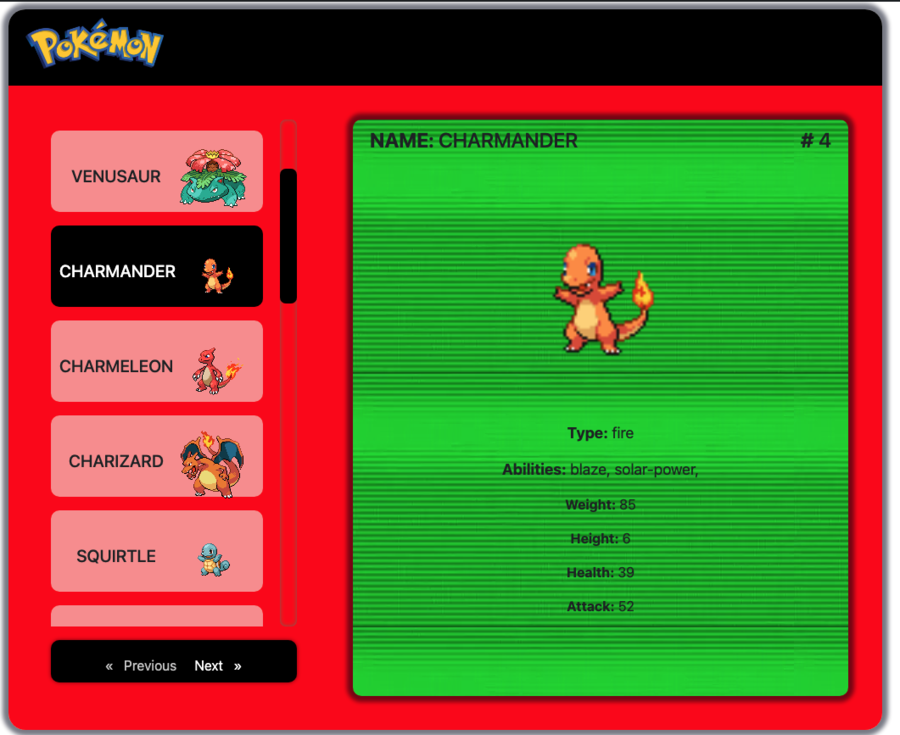 POKéMON
VENUSAUR
CHARMANDER
CHARMELEON
CHARIZARD
SQUIRTLE
« Previous Next »
NAME: CHARMANDER # 4
Type: fire
Abilities: blaze, solar-power,
Weight: 85
Height: 6
Health: 39
Attack: 52